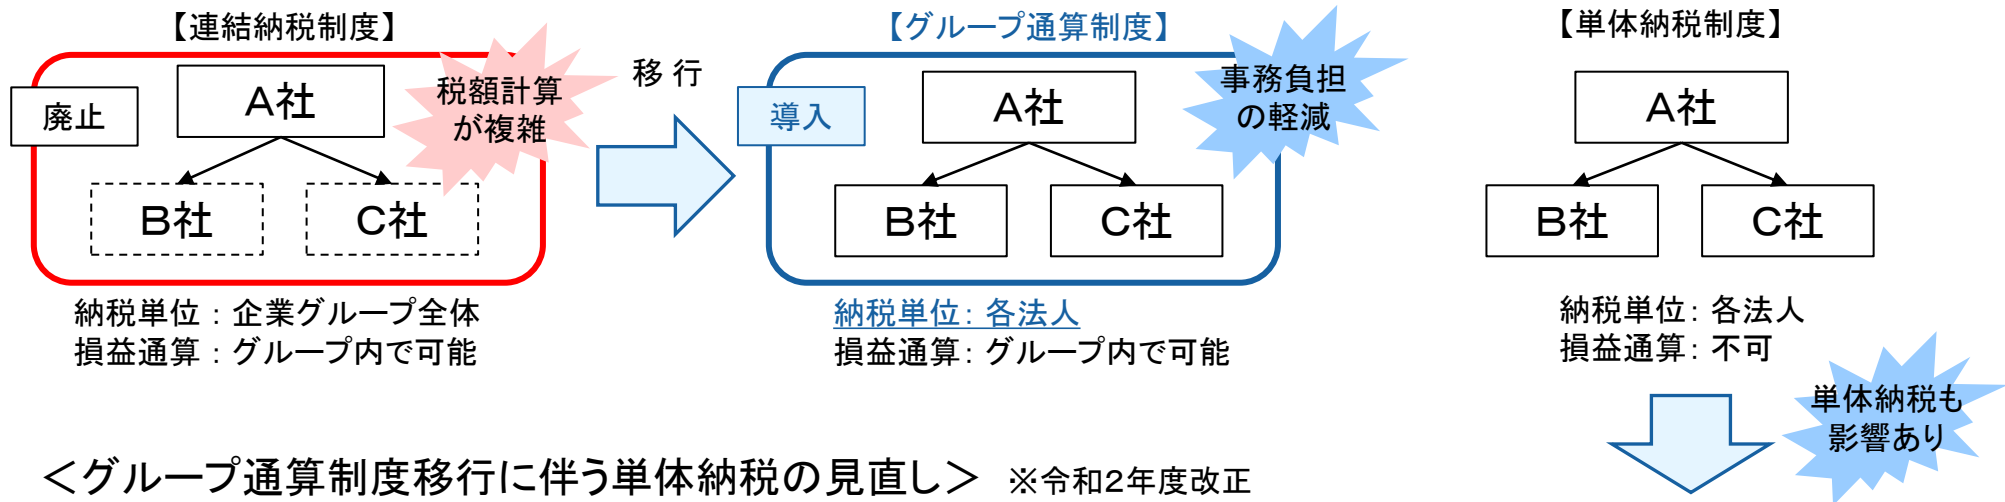 【連結納税制度】
廃止
A社
税額計算
が複雑
B社
C社
納税単位：企業グループ全体
損益通算：グループ内で可能
移 行
【グループ通算制度】
導入
A社
事務負担
の軽減
B社
C社
納税単位：各法人
損益通算：グループ内で可能
【単体納税制度】
A社
B社
C社
納税単位：各法人
損益通算：不可
単体納税も
影響あり
＜グループ通算制度移行に伴う単体納税の見直し＞ ※令和2年度改正